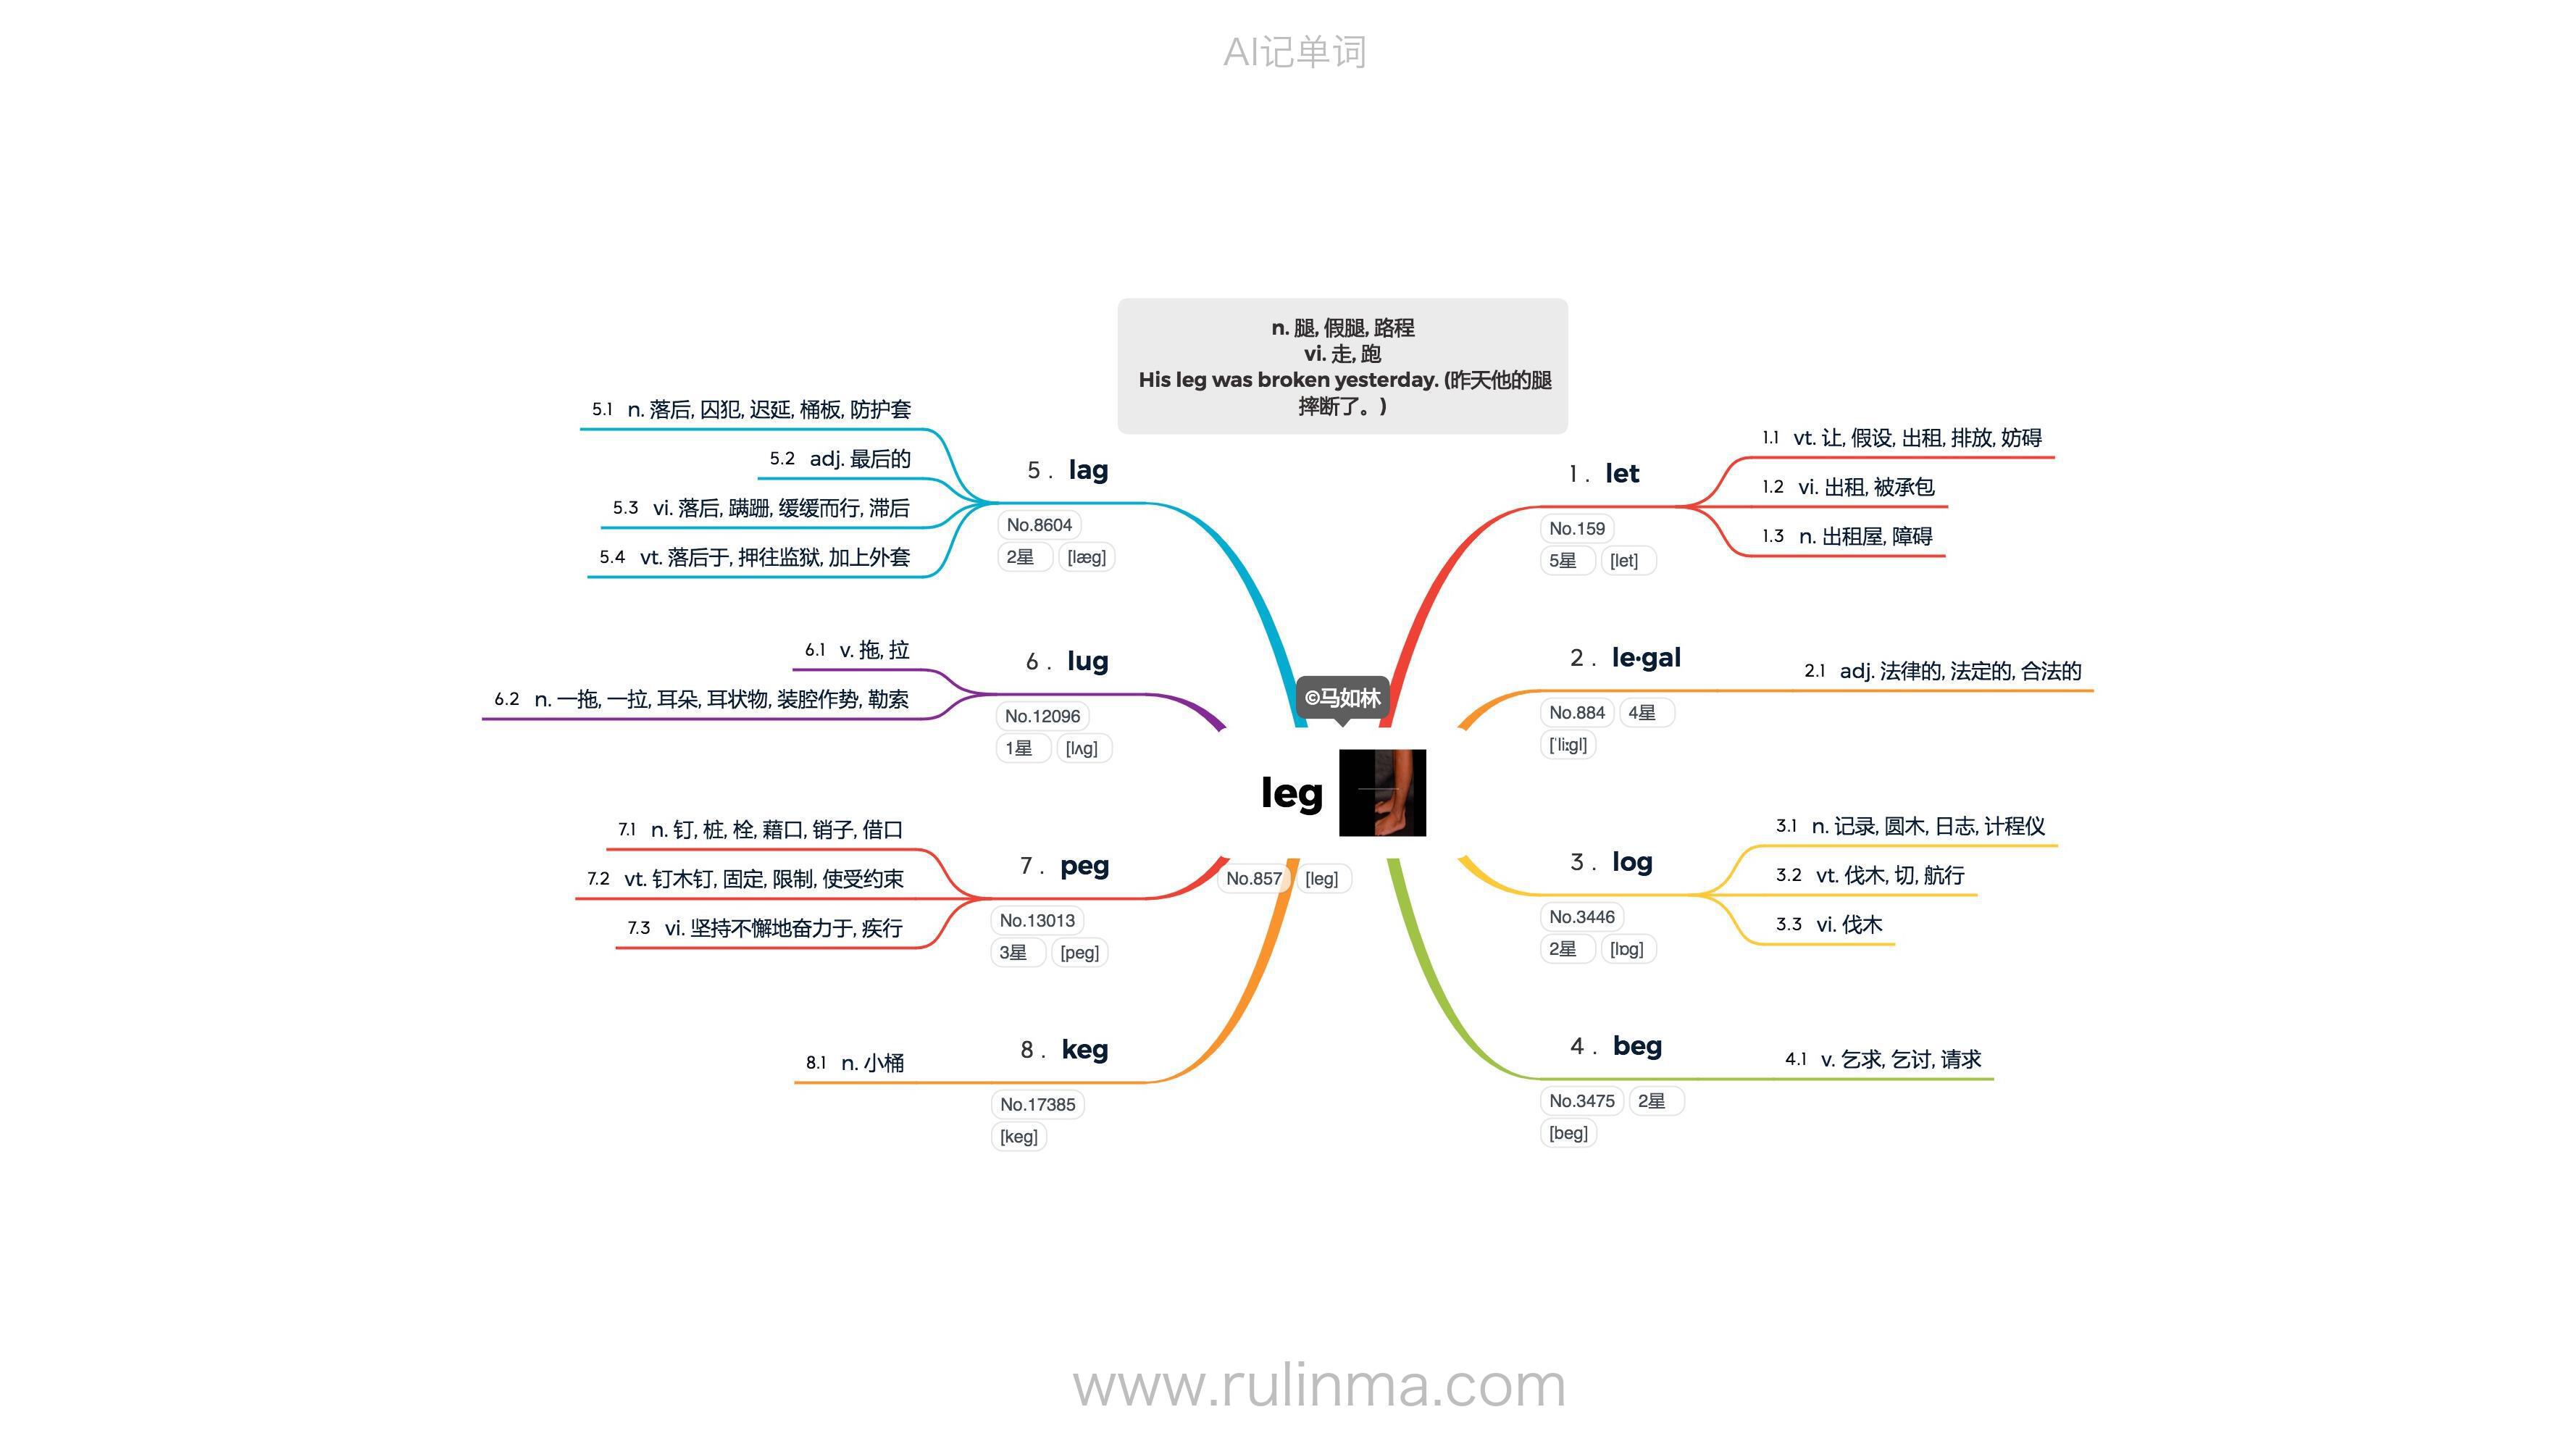 AI记单词
n. 腿, 假腿, 路程
vi. 走, 跑
His leg was broken yesterday. (昨天他的腿
摔断了。)
©马如林
leg
No.857 [leg]
1 . let
No.159
5星 [let]
1.1 vt. 让, 假设, 出租, 排放, 妨碍
1.2 vi. 出租, 被承包
1.3 n. 出租屋, 障碍
2 . le·gal
No.884 4星
[ˈliːgl]
2.1 adj. 法律的, 法定的, 合法的
3 . log
No.3446
2星 [lɒg]
3.1 n. 记录, 圆木, 日志, 计程仪
3.2 vt. 伐木, 切, 航行
3.3 vi. 伐木
4 . beg
No.3475 2星
[beg]
4.1 v. 乞求, 乞讨, 请求
5 . lag
No.8604
2星 [læg]
5.1 n. 落后, 囚犯, 迟延, 桶板, 防护套
5.2 adj. 最后的
5.3 vi. 落后, 蹒跚, 缓缓而行, 滞后
5.4 vt. 落后于, 押往监狱, 加上外套
6 . lug
No.12096
1星 [lʌg]
6.1 v. 拖, 拉
6.2 n. 一拖, 一拉, 耳朵, 耳状物, 装腔作势, 勒索
7 . peg
No.13013
3星 [peg]
7.1 n. 钉, 桩, 栓, 藉口, 销子, 借口
7.2 vt. 钉木钉, 固定, 限制, 使受约束
7.3 vi. 坚持不懈地奋力于, 疾行
8 . keg
No.17385
[keg]
8.1 n. 小桶
www.rulinma.com